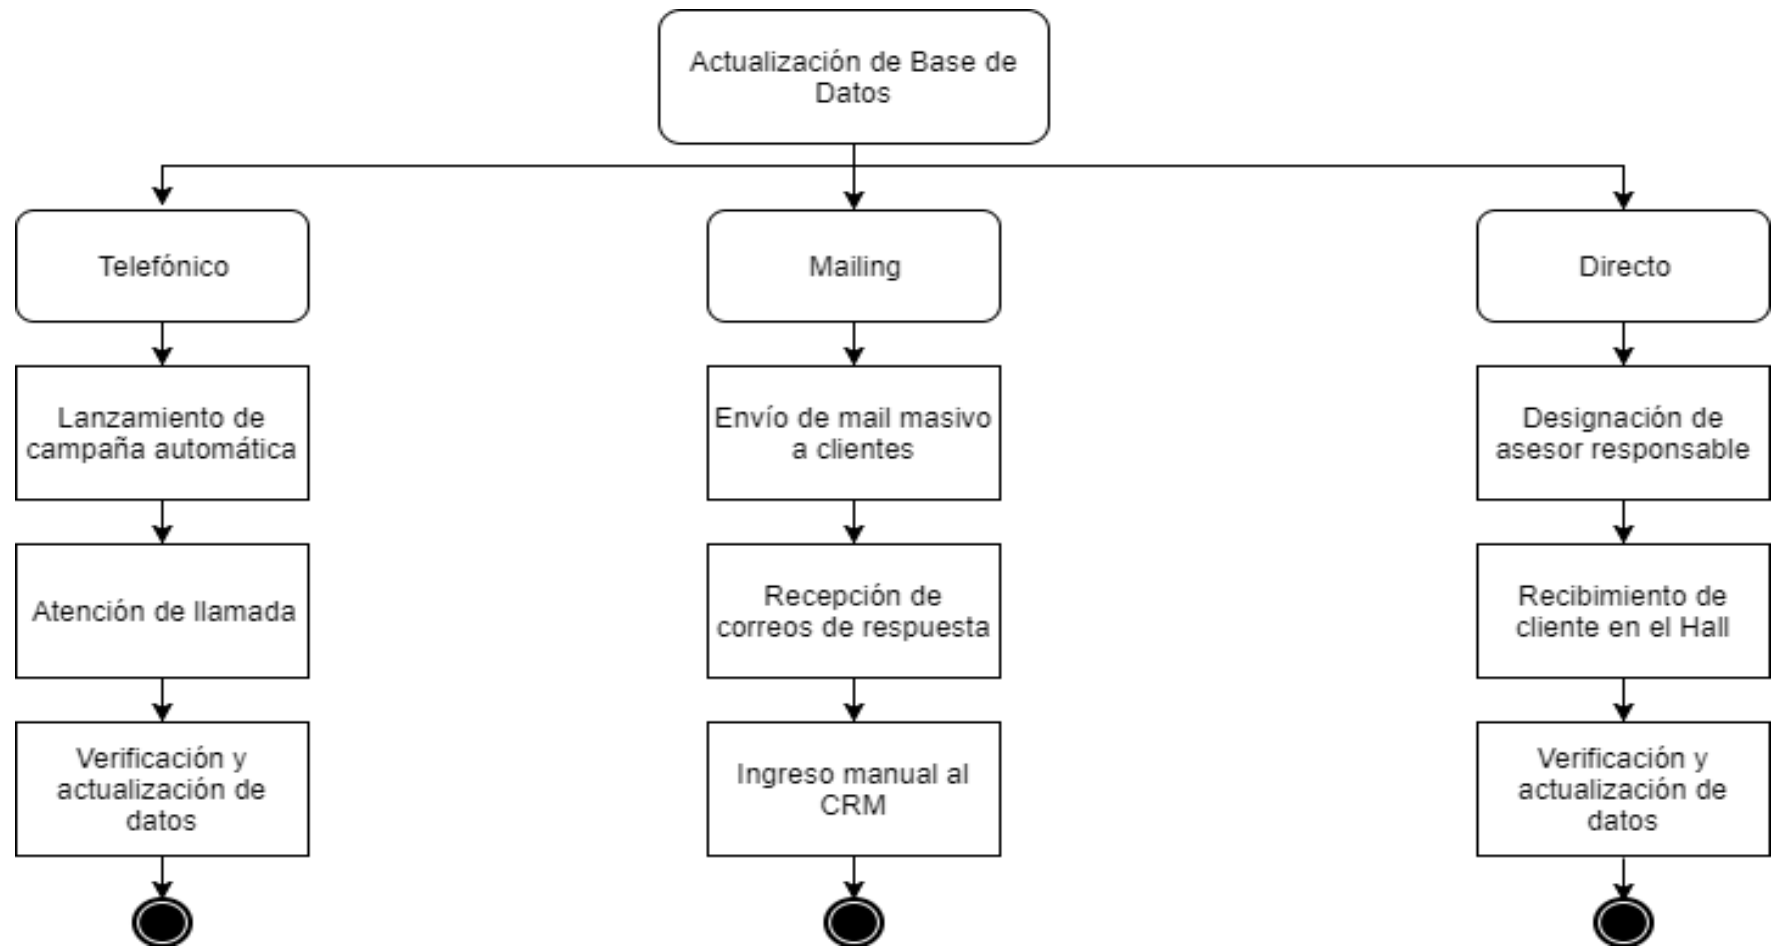 Actualización de Base de
Datos
Telefónico
Mailing
Directo
Lanzamiento de
campaña automática
Envío de mail masivo
a clientes
Designación de
asesor responsable
Atención de llamada
Recepción de
correos de respuesta
Recibimiento de
cliente en el Hall
Verificación y
actualización de
datos
Ingreso manual al
CRM
Verificación y
actualización de
datos